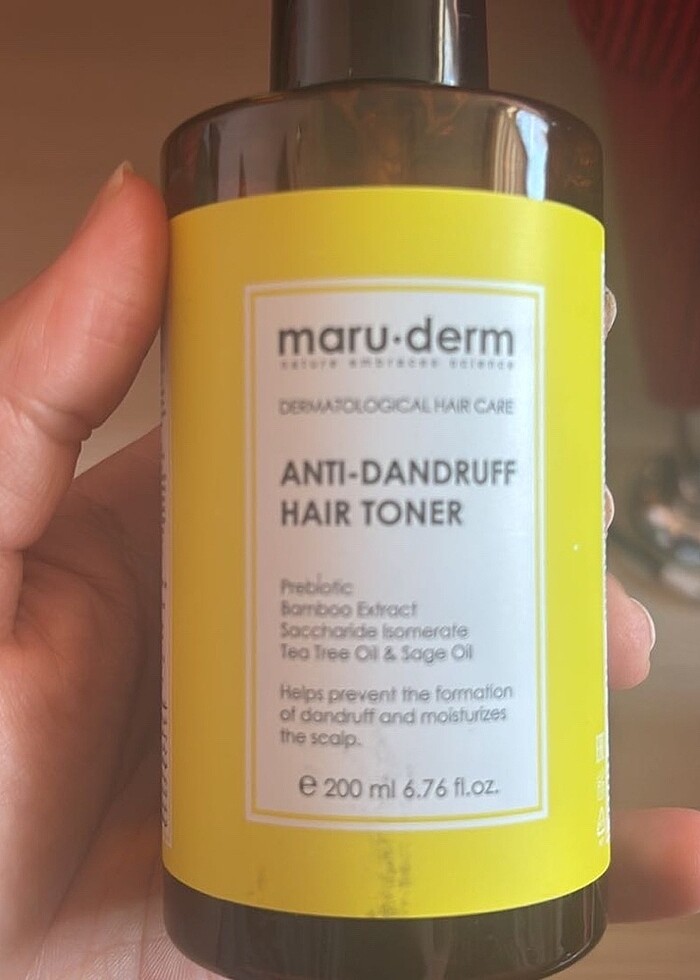 maru·derm
nature embraces science
DERMATOLOGICAL HAIR CARE
ANTI-DANDRUFF
HAIR TONER
Prebiotic
Bamboo Extract
Saccharide Isomerate
Tea Tree Oil & Sage Oil
Helps prevent the formation
of dandruff and moisturizes
the scalp.
℮ 200 ml 6.76 fl.oz.